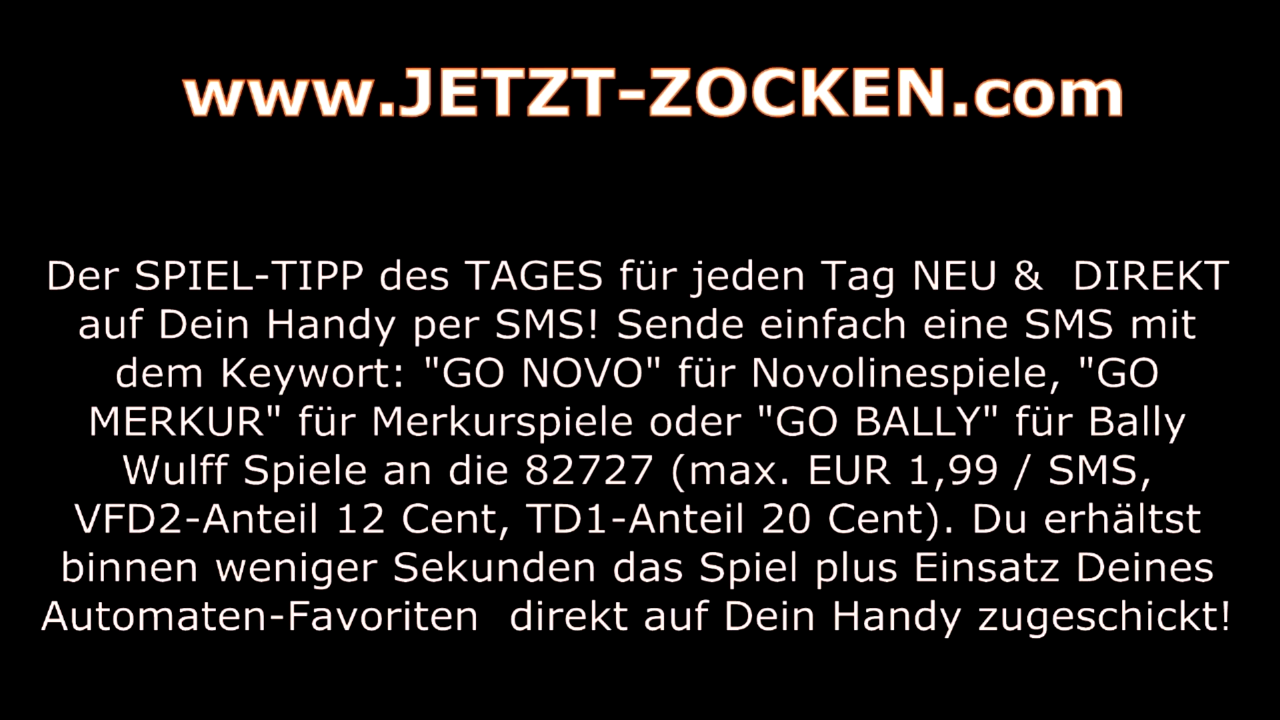 www.JETZT-ZOCKEN.com
Der SPIEL-TIPP des TAGES für jeden Tag NEU & DIREKT
auf Dein Handy per SMS! Sende einfach eine SMS mit
dem Keywort: "GO NOVO" für Novolinespiele, "GO
MERKUR" für Merkurspiele oder "GO BALLY" für Bally
Wulff Spiele an die 82727 (max. EUR 1,99 / SMS,
VFD2-Anteil 12 Cent, TD1-Anteil 20 Cent). Du erhältst
binnen weniger Sekunden das Spiel plus Einsatz Deines
Automaten-Favoriten direkt auf Dein Handy zugeschickt!